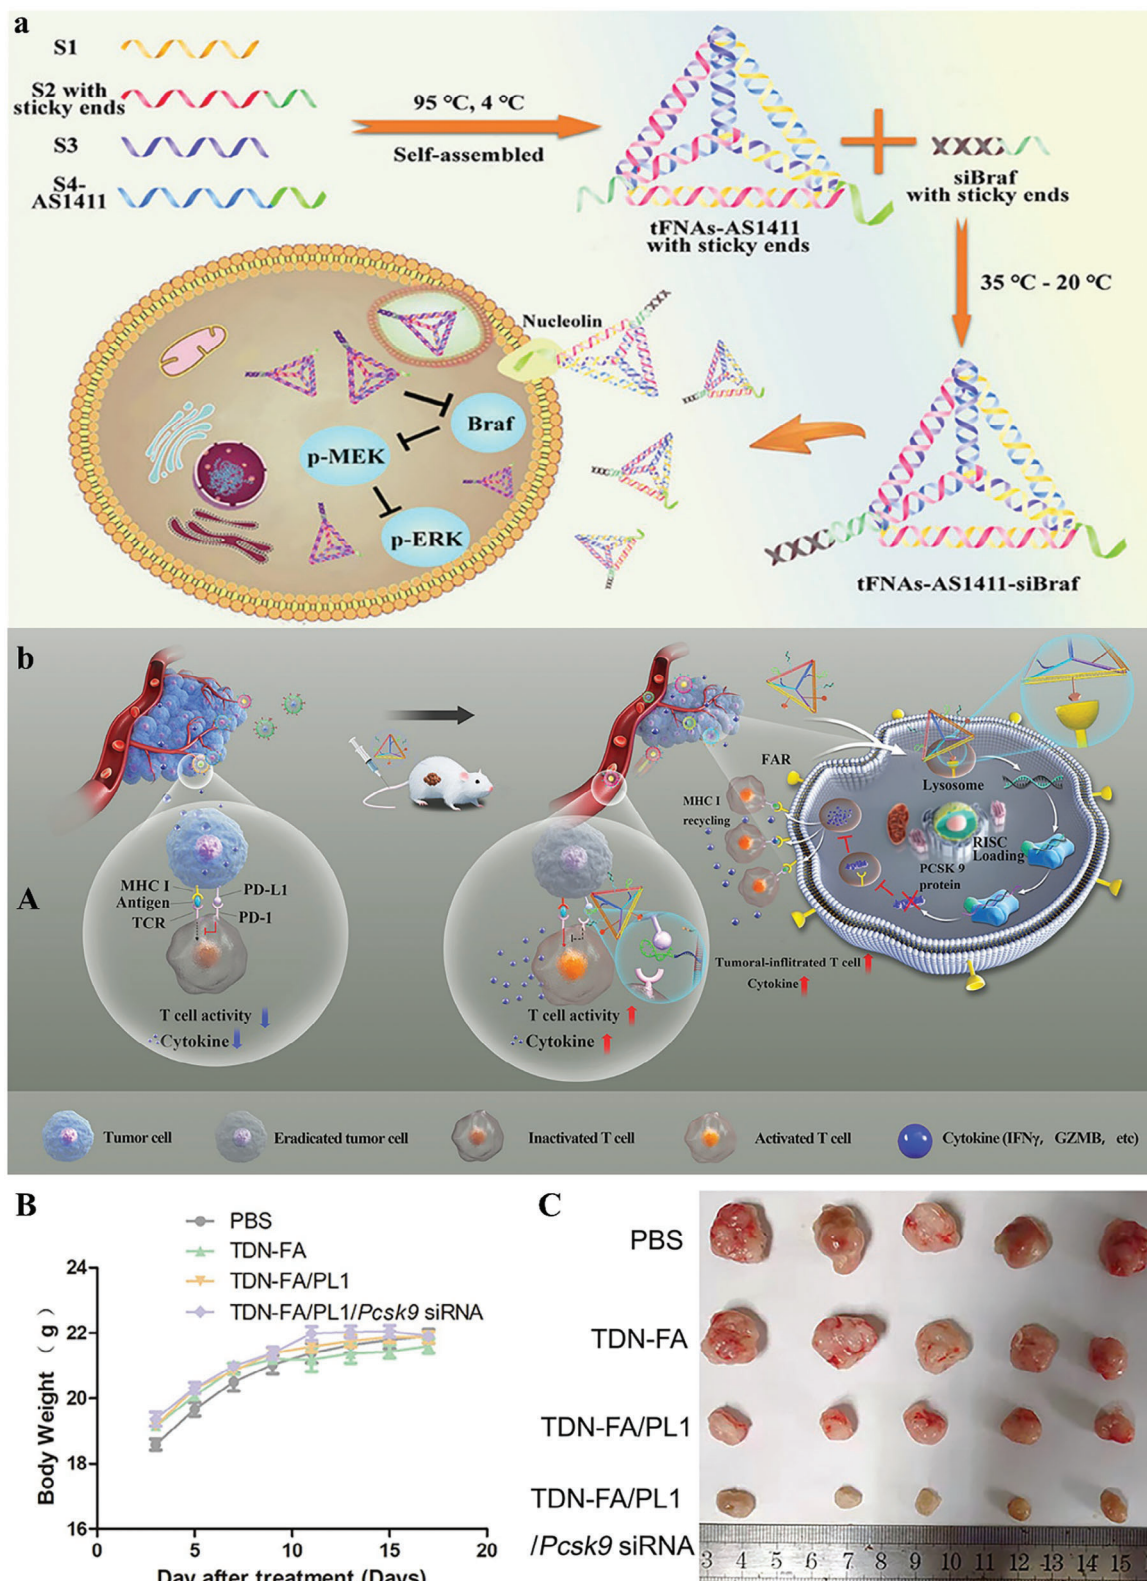 a
S1
S2 with
sticky ends
S3
S4-
AS1411
95 °C, 4 °C
Self-assembled
tFNAs-AS1411
with sticky ends
siBraf
with sticky ends
35 °C - 20 °C
Nucleolin
Braf
p-MEK
p-ERK
tFNAs-AS1411-siBraf
b
A
MHC I
Antigen
TCR
PD-L1
PD-1
T cell activity
Cytokine
T cell activity
Cytokine
FAR
MHC I
recycling
Lysosome
RISC
Loading
PCSK 9
protein
Tumoral-inflitrated T cell
Cytokine
Tumor cell
Eradicated tumor cell
Inactivated T cell
Activated T cell
Cytokine (IFNγ, GZMB, etc)
B
PBS
TDN-FA
TDN-FA/PL1
TDN-FA/PL1/Pcsk9 siRNA
Body Weight (g)
24
22
20
18
16
0 5 10 15 20
Day after treatment (Days)
C
PBS
TDN-FA
TDN-FA/PL1
TDN-FA/PL1
/Pcsk9 siRNA
3 4 5 6 7 8 9 10 11 12 13 14 15